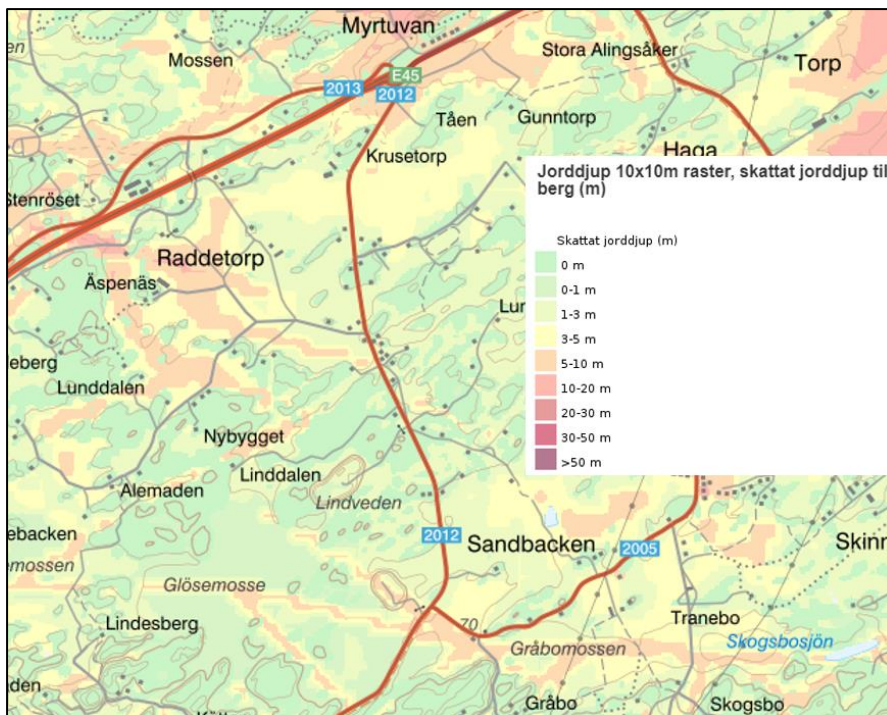 Myrtuvan
Mossen
Stora Alingsåker
Torp
E45
2013
2012
Tåen
Gunntorp
Haga
Krusetorp
Jorddjup 10x10m raster, skattat jorddjup til
berg (m)
Stenröset
Skattat jorddjup (m)
0 m
0-1 m
1-3 m
3-5 m
5-10 m
10-20 m
20-30 m
30-50 m
>50 m
Raddetorp
Äspenäs
Lur
eberg
Lunddalen
Nybygget
Linddalen
Alemaden
Lindveden
ebacken
2012
Sandbacken
2005
Skinn
emossen
Glösemosse
Lindesberg
70
Tranebo
Gråbomossen
Skogsbosjön
den
Gråbo
Skogsbo